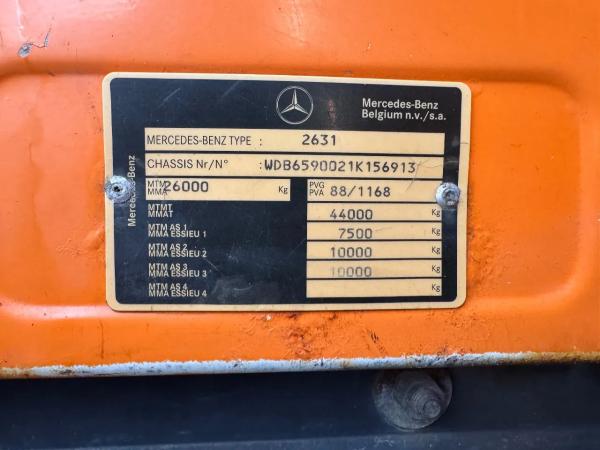 Mercedes-Benz
Belgium n.v./s.a.
Mercedes-Benz
MERCEDES-BENZ TYPE : 2631
CHASSIS Nr/N° : WDB6590021K156913
MTM
MMA 26000 Kg
PVG
PVA 88/1168
MTMT
MMAT 44000 Kg
MTM AS 1
MMA ESSIEU 1 7500 Kg
MTM AS 2
MMA ESSIEU 2 10000 Kg
MTM AS 3
MMA ESSIEU 3 10000 Kg
MTM AS 4
MMA ESSIEU 4 Kg